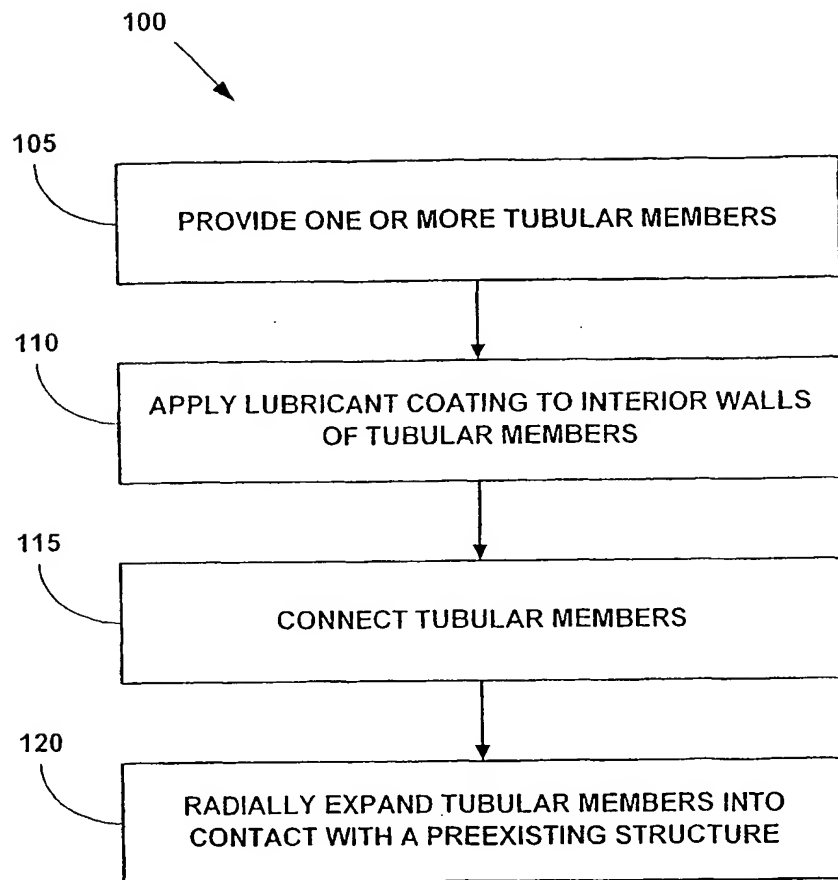 100
105
PROVIDE ONE OR MORE TUBULAR MEMBERS
110
APPLY LUBRICANT COATING TO INTERIOR WALLS
OF TUBULAR MEMBERS
115
CONNECT TUBULAR MEMBERS
120
RADIALLY EXPAND TUBULAR MEMBERS INTO
CONTACT WITH A PREEXISTING STRUCTURE